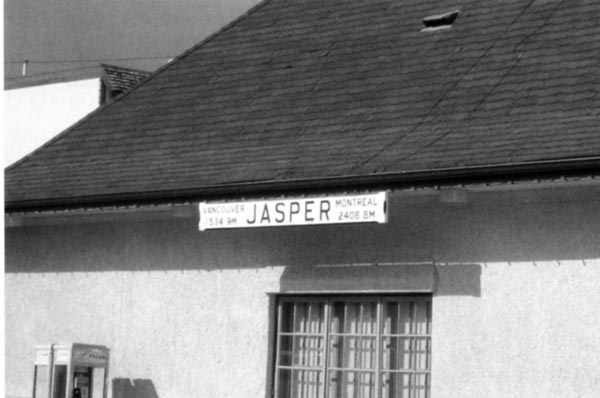 VANCOUVER
534·9M
JASPER
MONTREAL
2408·8M